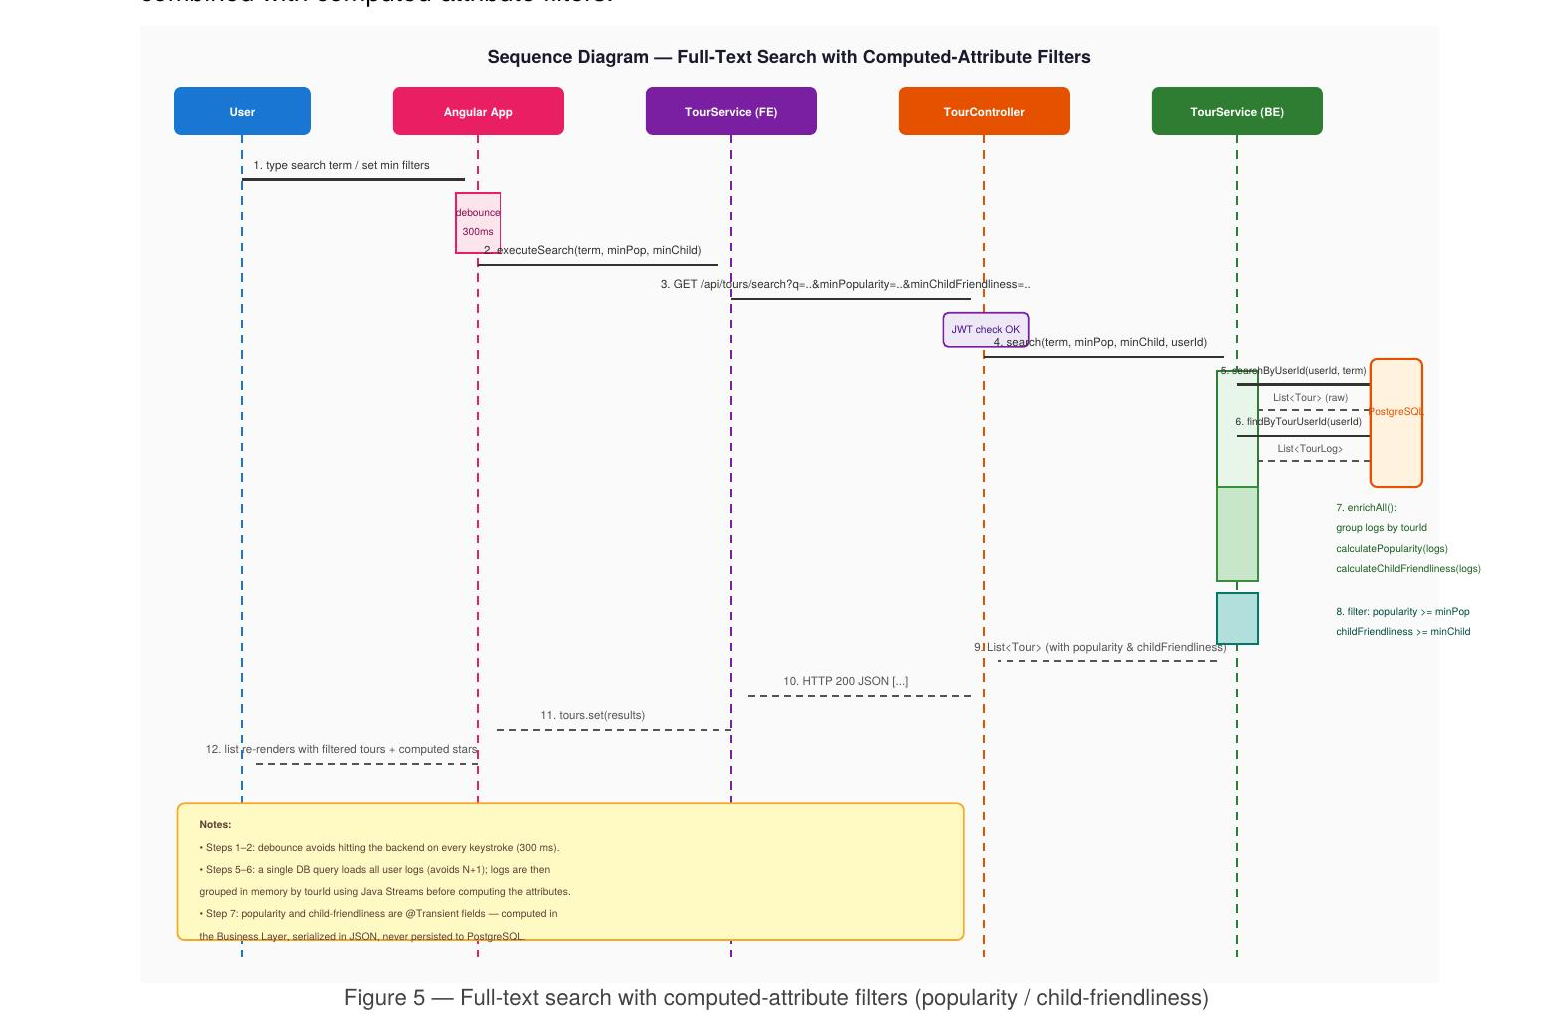 combined with computed-attribute filters.
Sequence Diagram — Full-Text Search with Computed-Attribute Filters
User
Angular App
TourService (FE)
TourController
TourService (BE)
1. type search term / set min filters
debounce
300ms
2. executeSearch(term, minPop, minChild)
3. GET /api/tours/search?q=..&minPopularity=..&minChildFriendliness=..
JWT check OK
4. search(term, minPop, minChild, userId)
5. searchByUserId(userId, term)
List<Tour> (raw)
PostgreSQL
6. findByTourUserId(userId)
List<TourLog>
7. enrichAll():
group logs by tourId
calculatePopularity(logs)
calculateChildFriendliness(logs)
8. filter: popularity >= minPop
childFriendliness >= minChild
9. List<Tour> (with popularity & childFriendliness)
10. HTTP 200 JSON [...]
11. tours.set(results)
12. list re-renders with filtered tours + computed stars
Notes:
• Steps 1–2: debounce avoids hitting the backend on every keystroke (300 ms).
• Steps 5–6: a single DB query loads all user logs (avoids N+1); logs are then
grouped in memory by tourId using Java Streams before computing the attributes.
• Step 7: popularity and child-friendliness are @Transient fields — computed in
the Business Layer, serialized in JSON, never persisted to PostgreSQL.
Figure 5 — Full-text search with computed-attribute filters (popularity / child-friendliness)